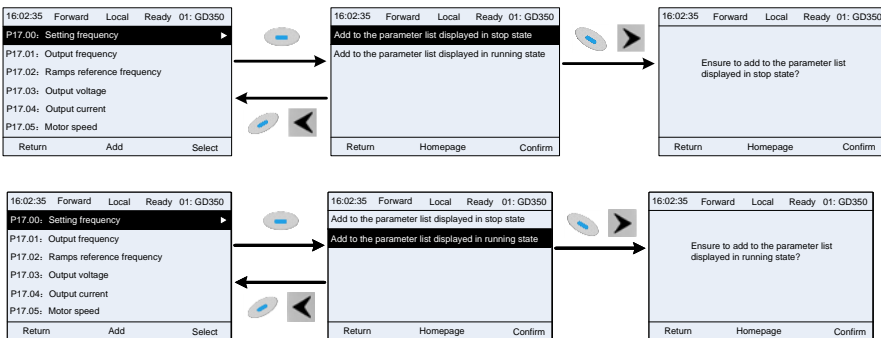 16:02:35 Forward Local Ready 01: GD350
P17.00：Setting frequency
P17.01：Output frequency
P17.02：Ramps reference frequency
P17.03：Output voltage
P17.04：Output current
P17.05：Motor speed
Return Add Select
16:02:35 Forward Local Ready 01: GD350
Add to the parameter list displayed in stop state
Add to the parameter list displayed in running state
Return Homepage Confirm
16:02:35 Forward Local Ready 01: GD350
Ensure to add to the parameter list
displayed in stop state?
Return Homepage Confirm
16:02:35 Forward Local Ready 01: GD350
P17.00：Setting frequency
P17.01：Output frequency
P17.02：Ramps reference frequency
P17.03：Output voltage
P17.04：Output current
P17.05：Motor speed
Return Add Select
16:02:35 Forward Local Ready 01: GD350
Add to the parameter list displayed in stop state
Add to the parameter list displayed in running state
Return Homepage Confirm
16:02:35 Forward Local Ready 01: GD350
Ensure to add to the parameter list
displayed in running state?
Return Homepage Confirm